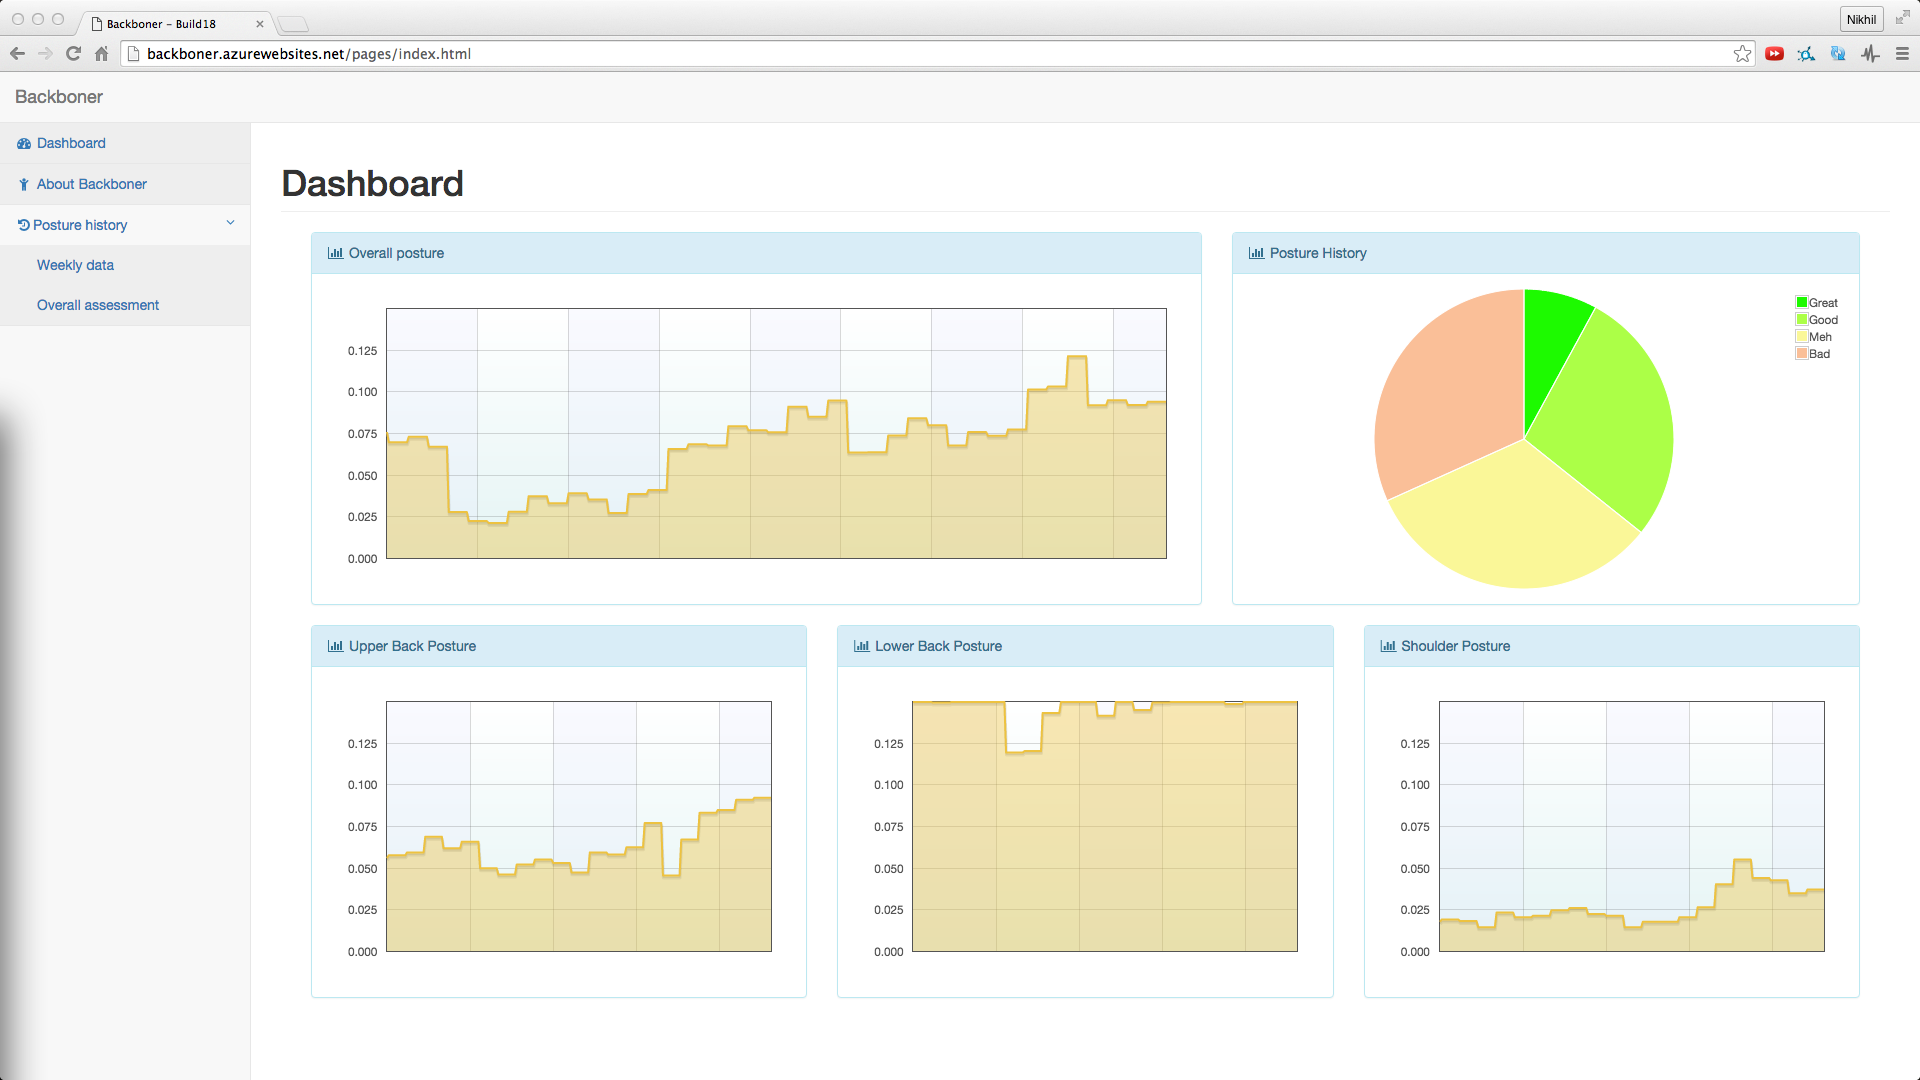 Backboner - Build18
Nikhil
backboner.azurewebsites.net/pages/index.html
Backboner
Dashboard
About Backboner
Posture history
Weekly data
Overall assessment
Dashboard
Overall posture
0.125
0.100
0.075
0.050
0.025
0.000
Posture History
Great
Good
Meh
Bad
Upper Back Posture
0.125
0.100
0.075
0.050
0.025
0.000
Lower Back Posture
0.125
0.100
0.075
0.050
0.025
0.000
Shoulder Posture
0.125
0.100
0.075
0.050
0.025
0.000